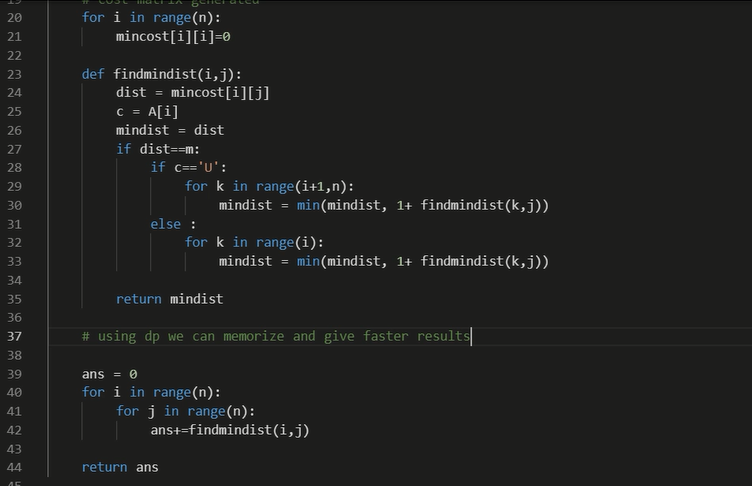 19 # cost matrix generated
20 for i in range(n):
21 mincost[i][i]=0
22
23 def findmindist(i,j):
24 dist = mincost[i][j]
25 c = A[i]
26 mindist = dist
27 if dist==m:
28 if c=='U':
29 for k in range(i+1,n):
30 mindist = min(mindist, 1+ findmindist(k,j))
31 else :
32 for k in range(i):
33 mindist = min(mindist, 1+ findmindist(k,j))
34
35 return mindist
36
37 # using dp we can memorize and give faster results
38
39 ans = 0
40 for i in range(n):
41 for j in range(n):
42 ans+=findmindist(i,j)
43
44 return ans
45